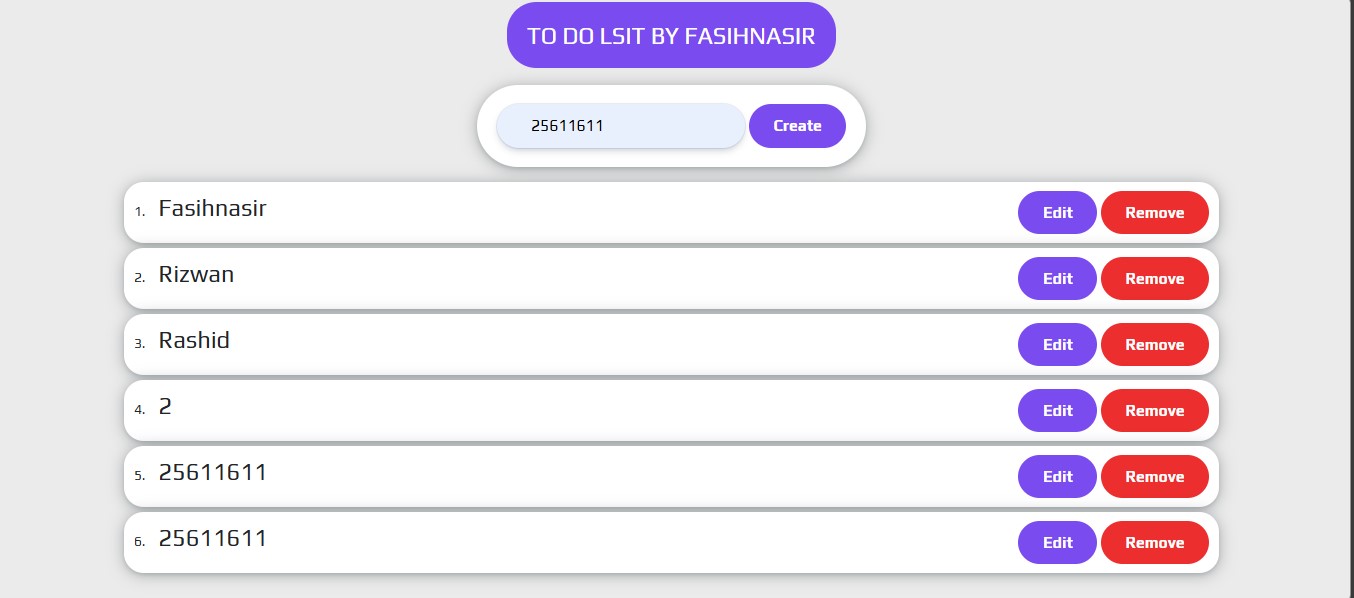 TO DO LSIT BY FASIHNASIR
25611611 Create
1. Fasihnasir Edit Remove
2. Rizwan Edit Remove
3. Rashid Edit Remove
4. 2 Edit Remove
5. 25611611 Edit Remove
6. 25611611 Edit Remove